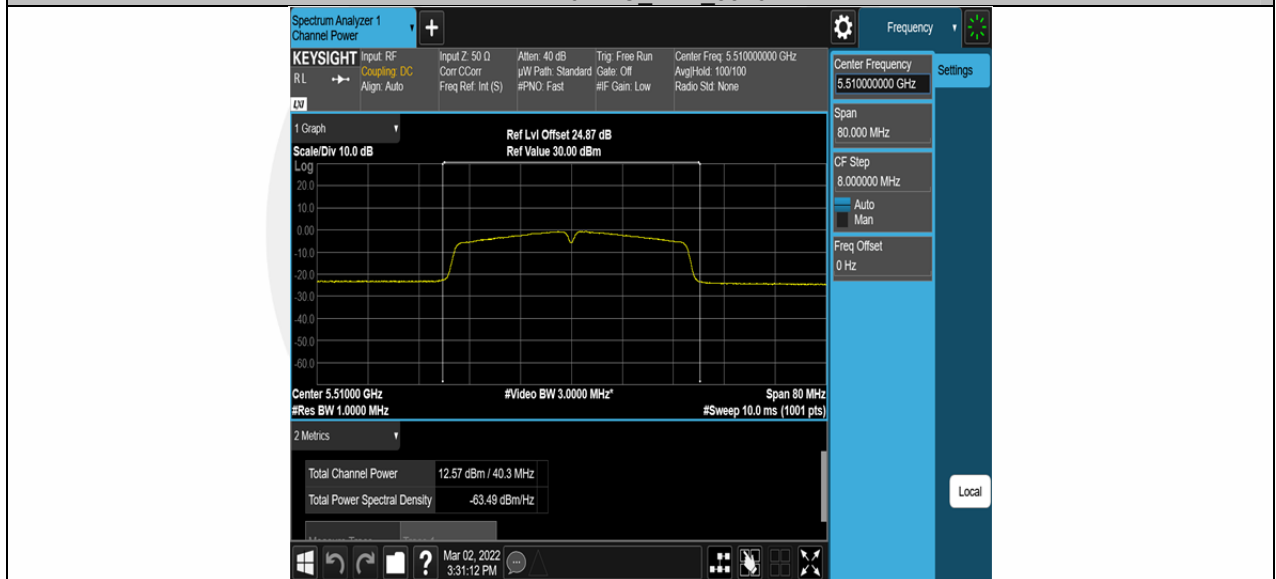 Spectrum Analyzer 1
Channel Power
+
Frequency
KEYSIGHT
RL
LXI
Input: RF
Coupling: DC
Align: Auto
Input Z: 50 Ω
Corr CCorr
Freq Ref: Int (S)
Atten: 40 dB
µW Path: Standard
#PNO: Fast
Trig: Free Run
Gate: Off
#IF Gain: Low
Center Freq: 5.510000000 GHz
Avg|Hold: 100/100
Radio Std: None
Center Frequency
5.510000000 GHz
Settings
Span
80.000 MHz
CF Step
8.000000 MHz
Auto
Man
Freq Offset
0 Hz
Local
1 Graph
Scale/Div 10.0 dB
Ref Lvl Offset 24.87 dB
Ref Value 30.00 dBm
Log
20.0
10.0
0.00
-10.0
-20.0
-30.0
-40.0
-50.0
-60.0
Center 5.51000 GHz
#Video BW 3.0000 MHz*
Span 80 MHz
#Res BW 1.0000 MHz
#Sweep 10.0 ms (1001 pts)
2 Metrics
Total Channel Power 12.57 dBm / 40.3 MHz
Total Power Spectral Density -63.49 dBm/Hz
?
Mar 02, 2022
3:31:12 PM